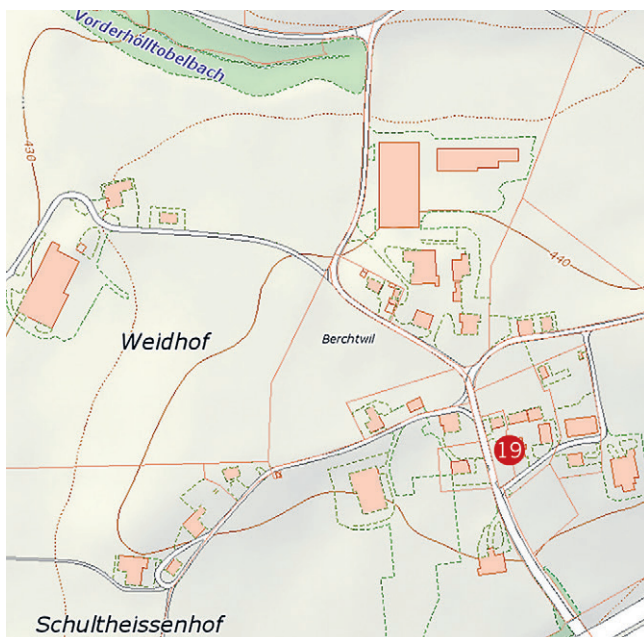 Vorderhölltobelbach
430
440
Weidhof
Berchtwil
19
Schultheissenhof